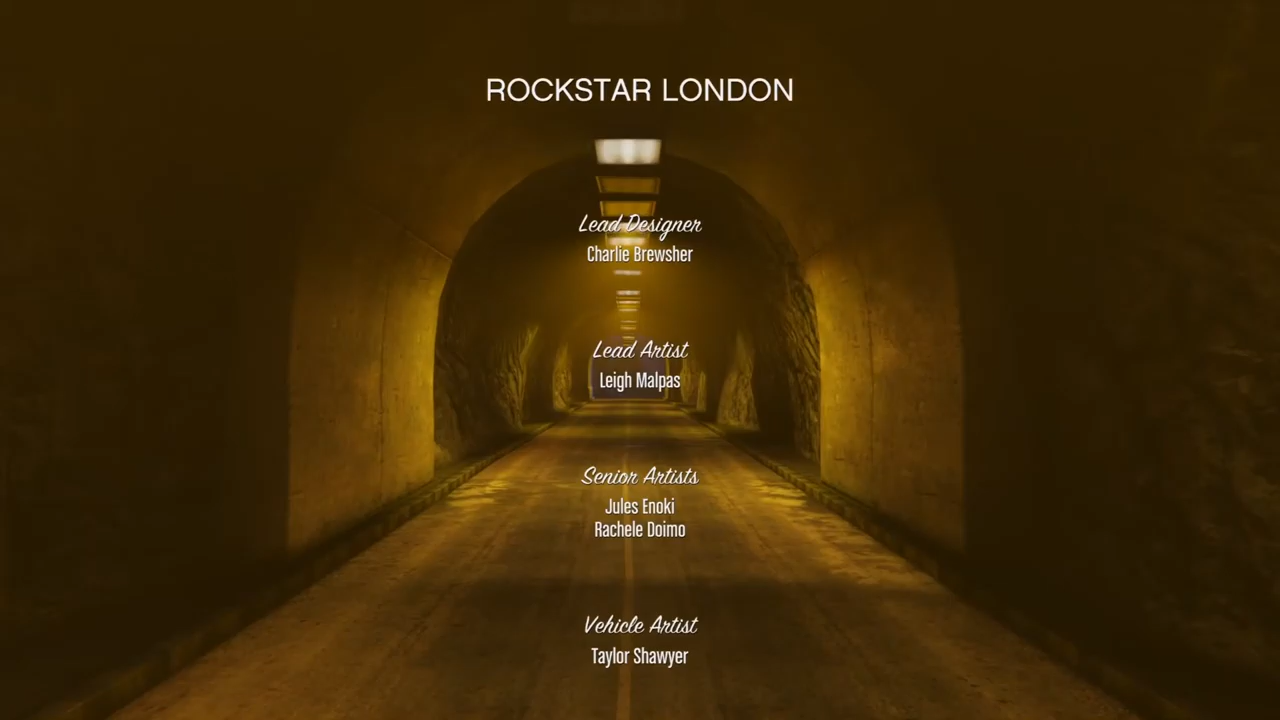 ROCKSTAR LONDON
Lead Designer
Charlie Brewsher
Lead Artist
Leigh Malpas
Senior Artists
Jules Enoki
Rachele Doimo
Vehicle Artist
Taylor Shawyer